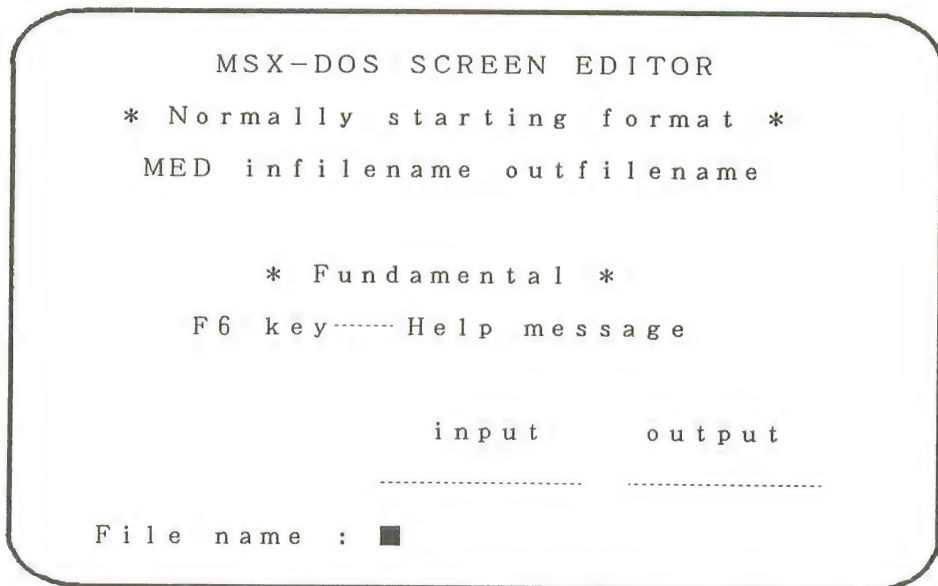 MSX-DOS SCREEN EDITOR
* Normally starting format *
MED infilename outfilename
* Fundamental *
F6 key········Help message
input output
File name : ■